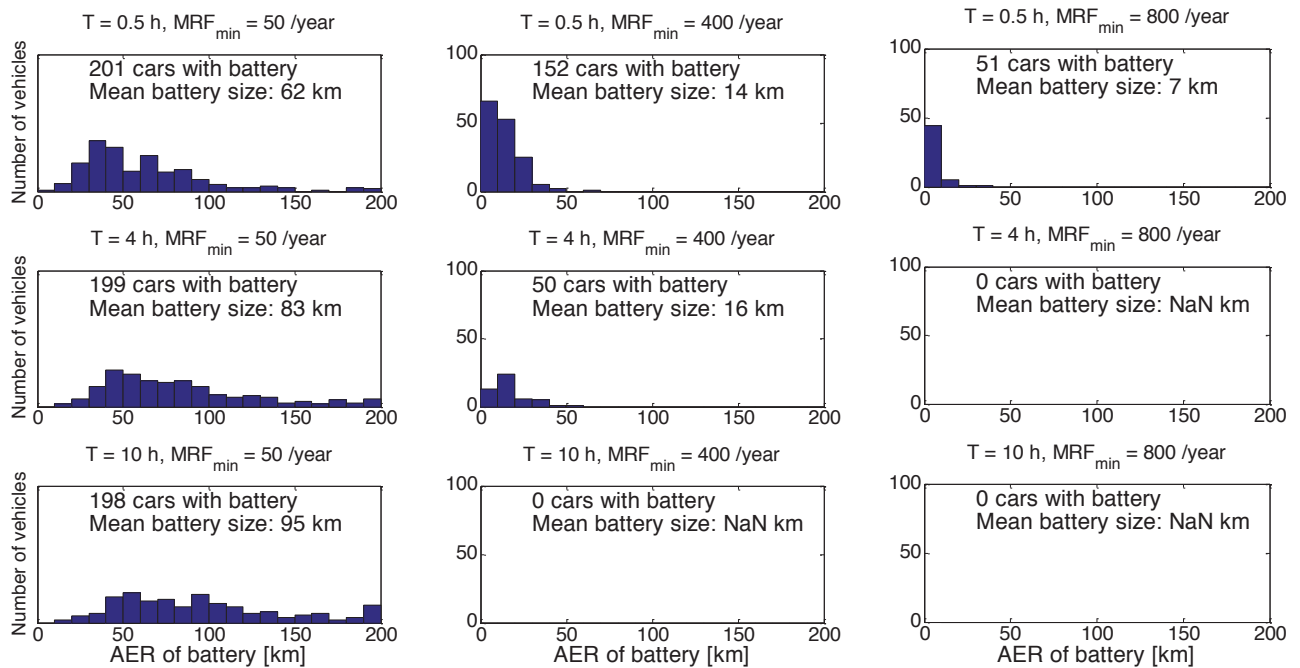 T = 0.5 h, MRF_min = 50 /year
T = 0.5 h, MRF_min = 400 /year
T = 0.5 h, MRF_min = 800 /year
Number of vehicles
201 cars with battery
Mean battery size: 62 km
0 50 100 150 200
100
50
0
152 cars with battery
Mean battery size: 14 km
0 50 100 150 200
100
50
0
51 cars with battery
Mean battery size: 7 km
0 50 100 150 200
T = 4 h, MRF_min = 50 /year
T = 4 h, MRF_min = 400 /year
T = 4 h, MRF_min = 800 /year
Number of vehicles
199 cars with battery
Mean battery size: 83 km
0 50 100 150 200
100
50
0
50 cars with battery
Mean battery size: 16 km
0 50 100 150 200
100
50
0
0 cars with battery
Mean battery size: NaN km
0 50 100 150 200
T = 10 h, MRF_min = 50 /year
T = 10 h, MRF_min = 400 /year
T = 10 h, MRF_min = 800 /year
Number of vehicles
198 cars with battery
Mean battery size: 95 km
0 50 100 150 200
AER of battery [km]
100
50
0
0 cars with battery
Mean battery size: NaN km
0 50 100 150 200
AER of battery [km]
100
50
0
0 cars with battery
Mean battery size: NaN km
0 50 100 150 200
AER of battery [km]